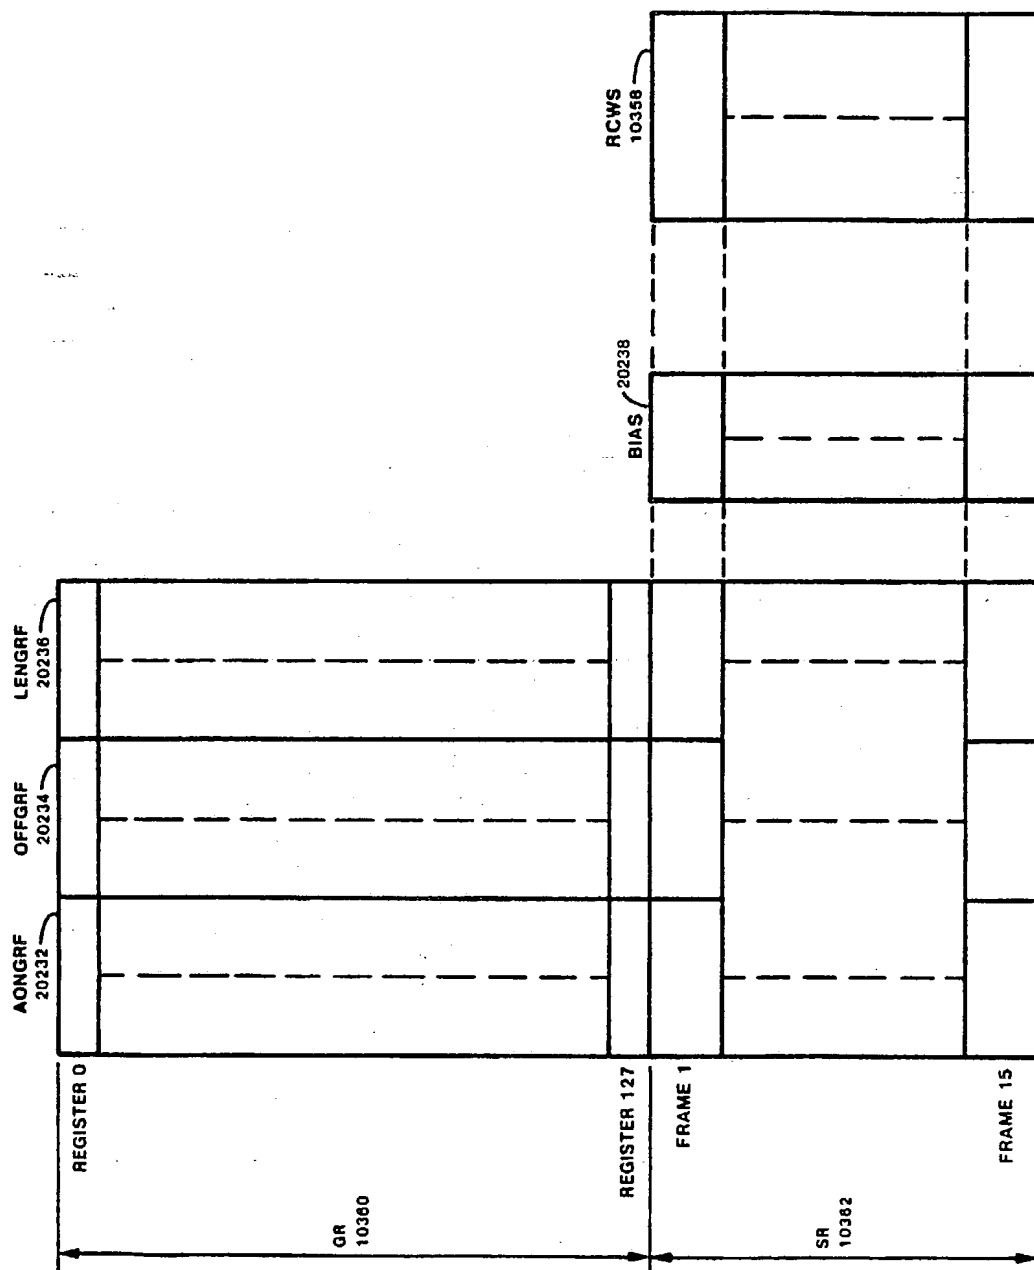 AONGRF
20232
OFFGRF
20234
LENGRF
20236
REGISTER 0
REGISTER 127
GR
10360
BIAS
20238
RCWS
10358
FRAME 1
FRAME 15
SR
10362